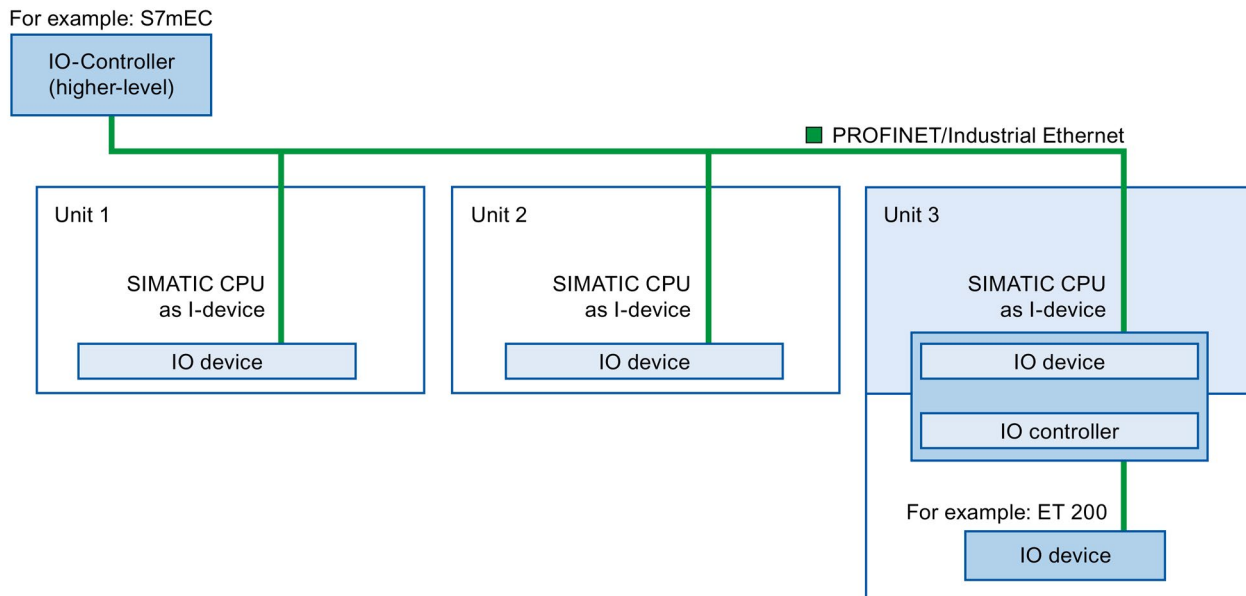 For example: S7mEC
IO-Controller
(higher-level)
PROFINET/Industrial Ethernet
Unit 1
SIMATIC CPU
as I-device
IO device
Unit 2
SIMATIC CPU
as I-device
IO device
Unit 3
SIMATIC CPU
as I-device
IO device
IO controller
For example: ET 200
IO device